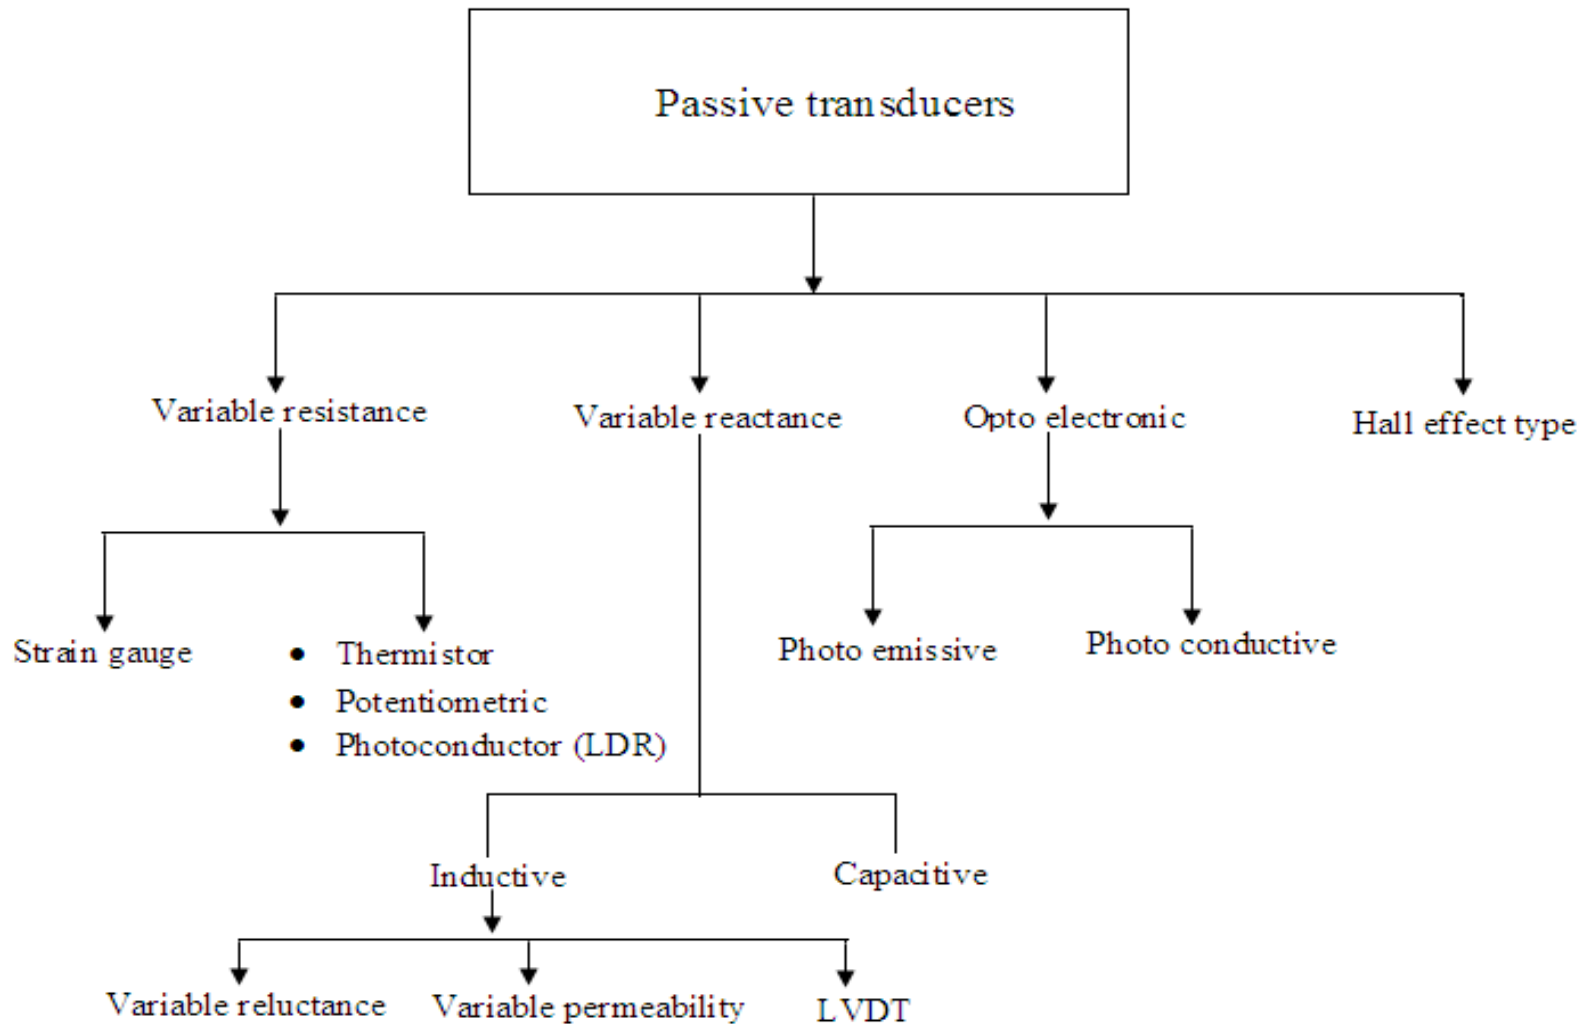 Passive transducers
Variable resistance
Variable reactance
Opto electronic
Hall effect type
Strain gauge
• Thermistor
• Potentiometric
• Photoconductor (LDR)
Photo emissive
Photo conductive
Inductive
Capacitive
Variable reluctance
Variable permeability
LVDT